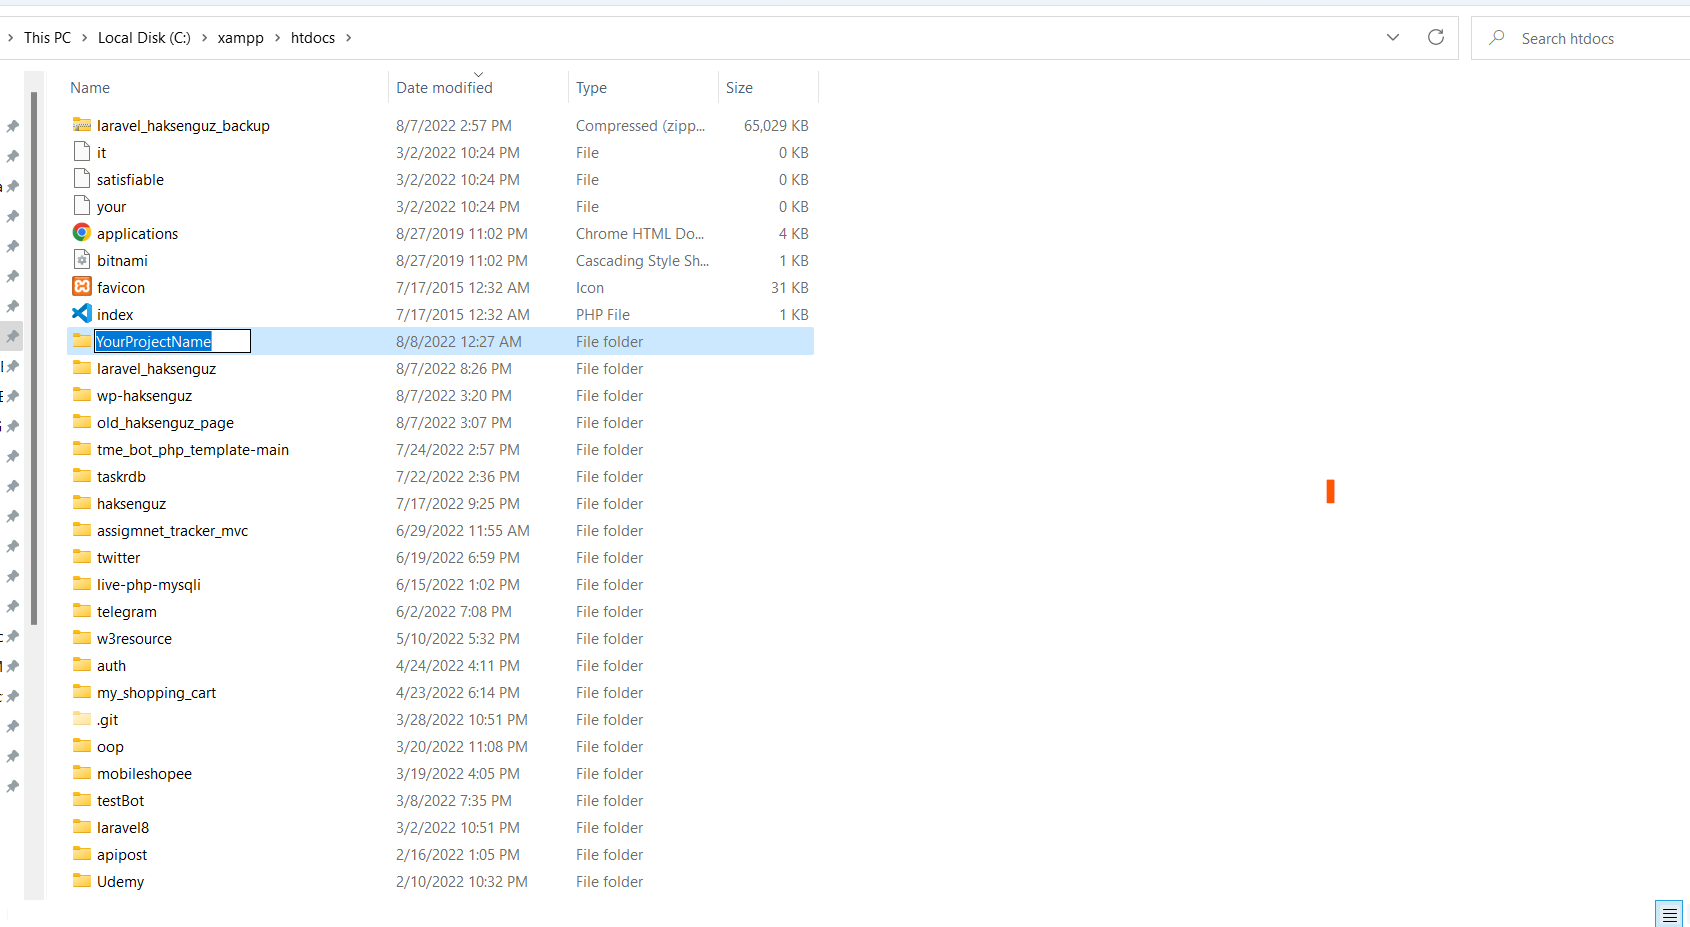 This PC > Local Disk (C:) > xampp > htdocs >
Search htdocs
Name Date modified Type Size
laravel_haksenguz_backup 8/7/2022 2:57 PM Compressed (zipp... 65,029 KB
it 3/2/2022 10:24 PM File 0 KB
satisfiable 3/2/2022 10:24 PM File 0 KB
your 3/2/2022 10:24 PM File 0 KB
applications 8/27/2019 11:02 PM Chrome HTML Do... 4 KB
bitnami 8/27/2019 11:02 PM Cascading Style Sh... 1 KB
favicon 7/17/2015 12:32 AM Icon 31 KB
index 7/17/2015 12:32 AM PHP File 1 KB
YourProjectName 8/8/2022 12:27 AM File folder
laravel_haksenguz 8/7/2022 8:26 PM File folder
wp-haksenguz 8/7/2022 3:20 PM File folder
old_haksenguz_page 8/7/2022 3:07 PM File folder
tme_bot_php_template-main 7/24/2022 2:57 PM File folder
taskrdb 7/22/2022 2:36 PM File folder
haksenguz 7/17/2022 9:25 PM File folder
assigmnet_tracker_mvc 6/29/2022 11:55 AM File folder
twitter 6/19/2022 6:59 PM File folder
live-php-mysqli 6/15/2022 1:02 PM File folder
telegram 6/2/2022 7:08 PM File folder
w3resource 5/10/2022 5:32 PM File folder
auth 4/24/2022 4:11 PM File folder
my_shopping_cart 4/23/2022 6:14 PM File folder
.git 3/28/2022 10:51 PM File folder
oop 3/20/2022 11:08 PM File folder
mobileshopee 3/19/2022 4:05 PM File folder
testBot 3/8/2022 7:35 PM File folder
laravel8 3/2/2022 10:51 PM File folder
apipost 2/16/2022 1:05 PM File folder
Udemy 2/10/2022 10:32 PM File folder